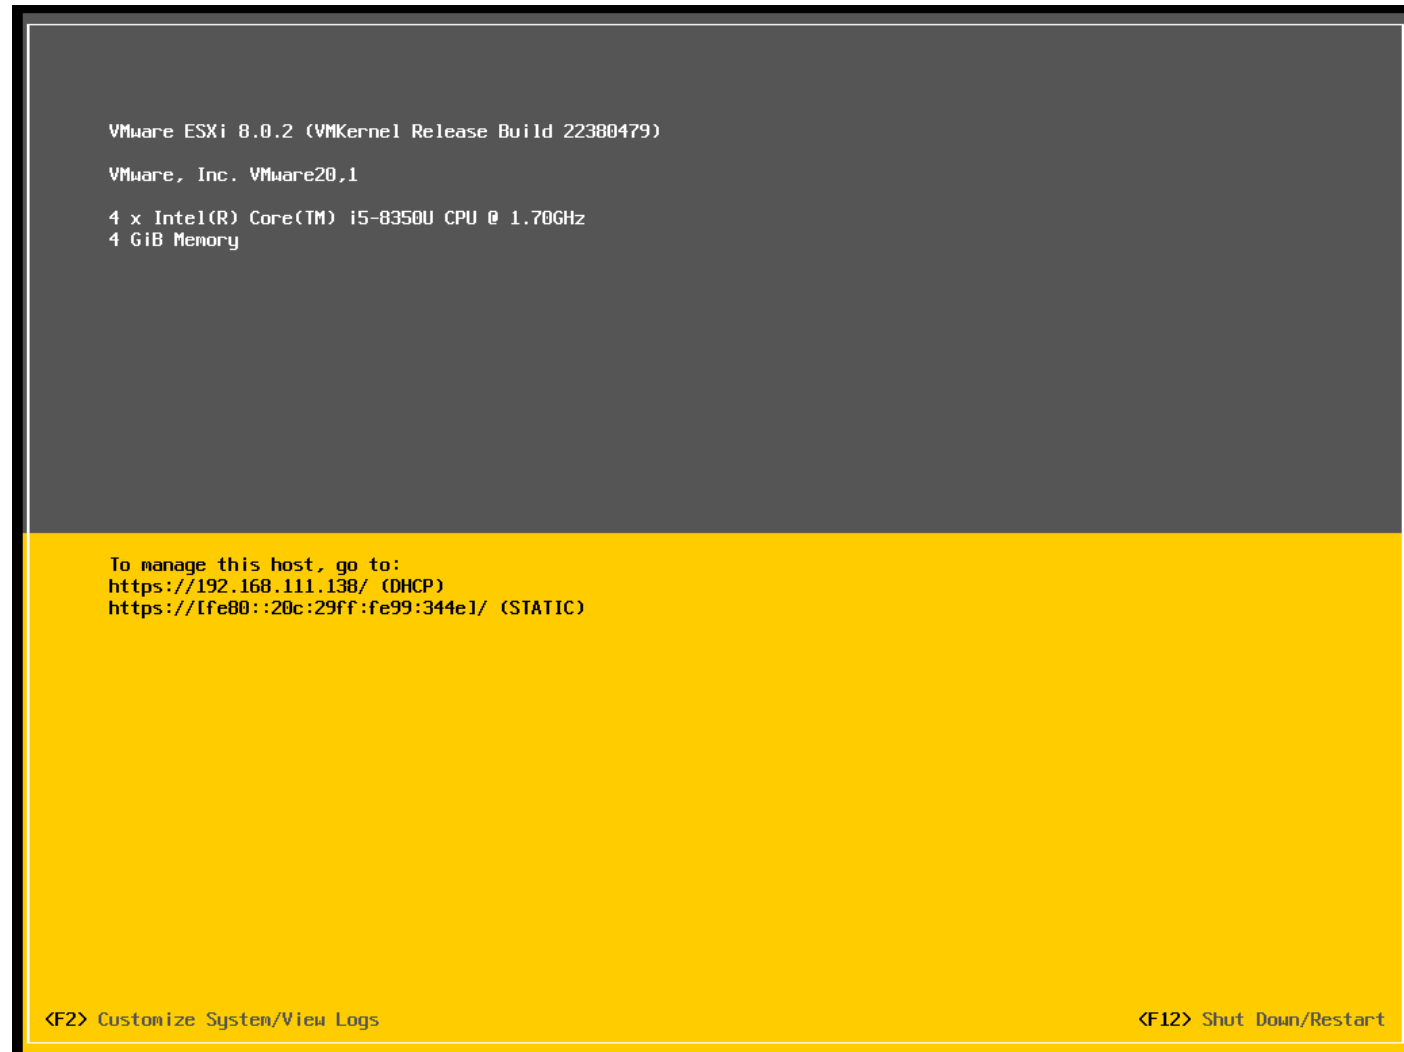 VMware ESXi 8.0.2 (VMKernel Release Build 22380479)
VMware, Inc. VMware20,1
4 x Intel(R) Core(TM) i5-8350U CPU @ 1.70GHz
4 GiB Memory
To manage this host, go to:
https://192.168.111.138/ (DHCP)
https://[fe80::20c:29ff:fe99:344e]/ (STATIC)
<F2> Customize System/View Logs
<F12> Shut Down/Restart